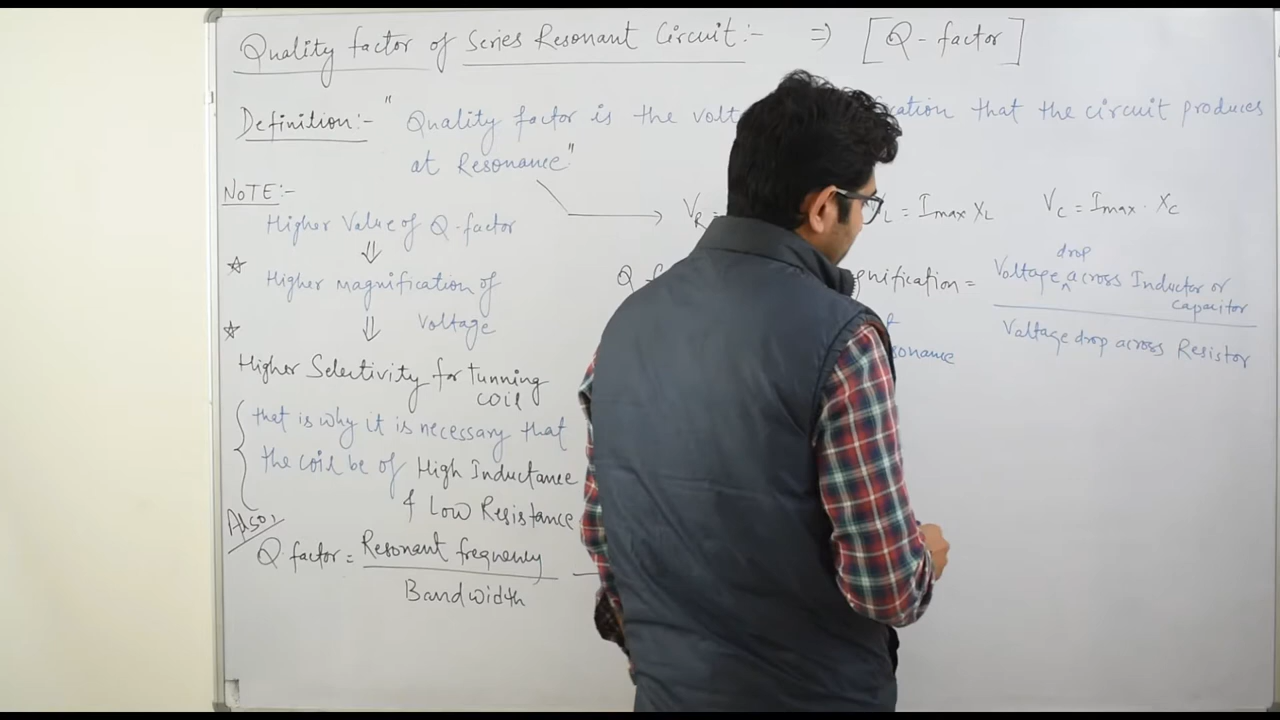 Quality factor of Series Resonant Circuit:- ⇒ [Q - factor]
Definition:- " Quality factor is the that the circuit produces
at Resonance"
NOTE:-
Higher Value of Q-factor
⇓
☆ Higher magnification of
Voltage
⇓
☆ Higher Selectivity for Tunning
coil
that is why it is necessary that
the coil be of High Inductance
& Low Resistance
Also,
Q factor = Resonant frequency
Bandwidth
= Imax XL
VC = Imax . XC
=
drop
Voltage ^ across Inductor or
capacitor
Voltage drop across Resistor